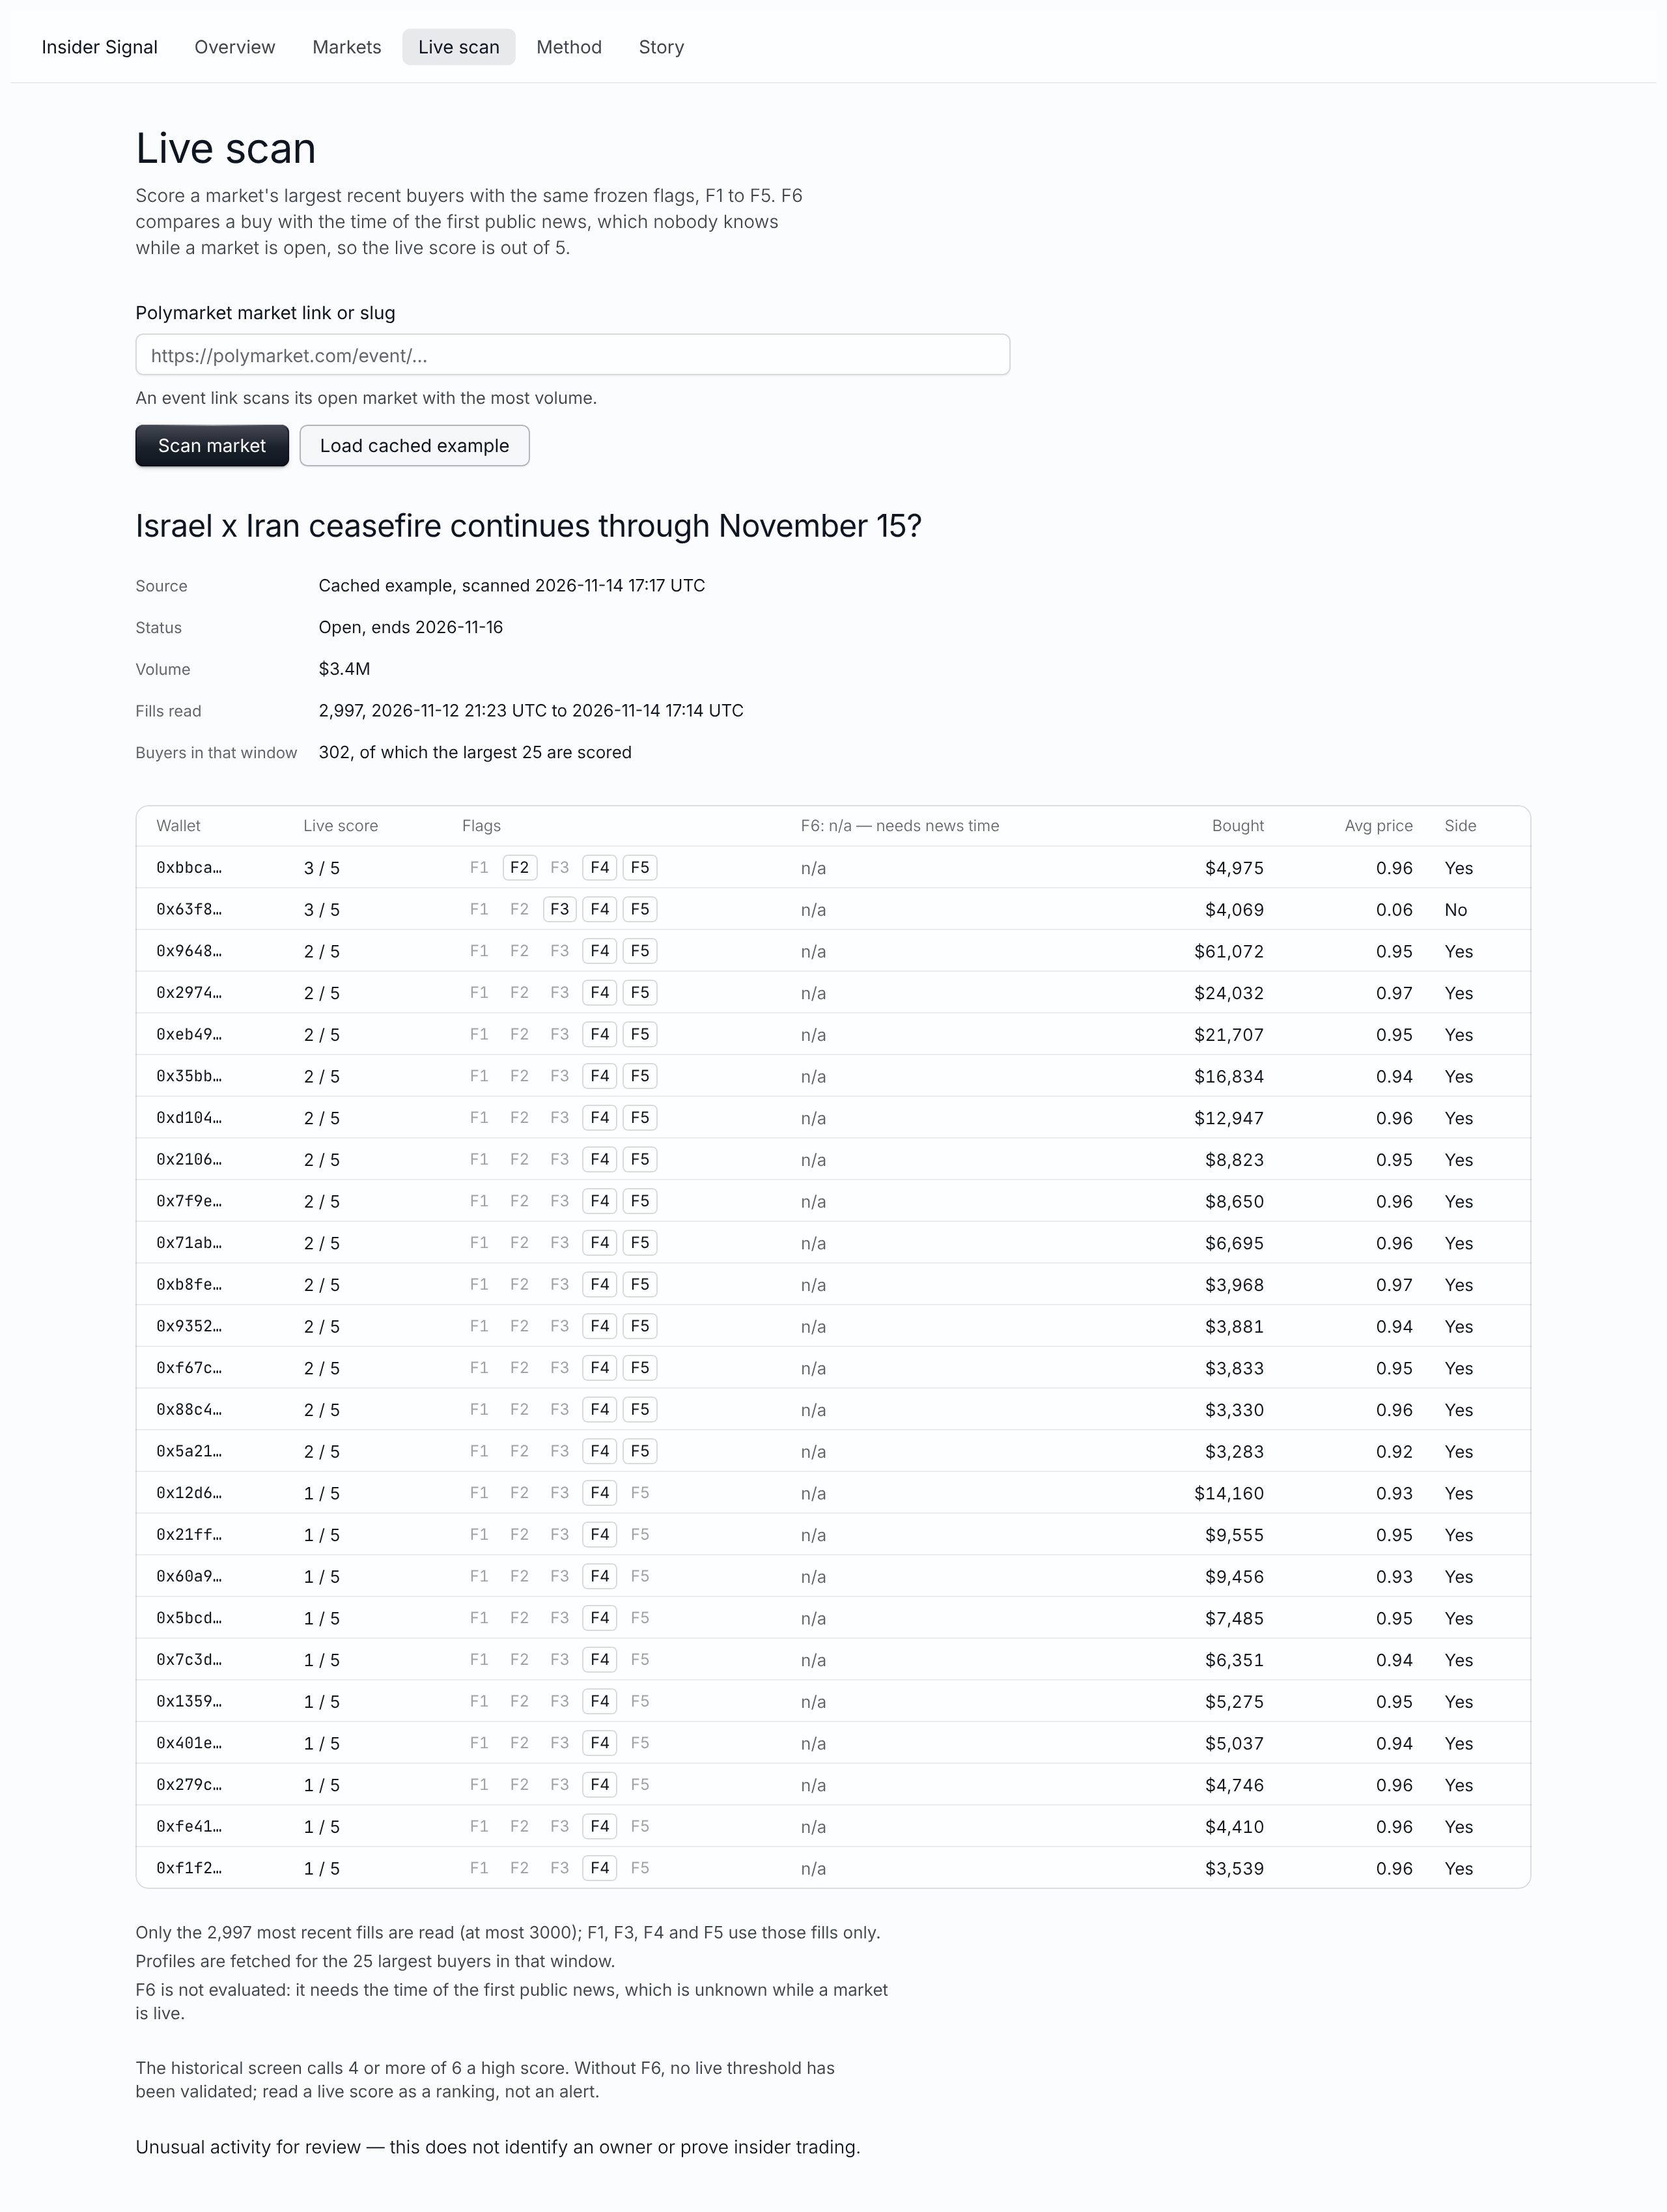 Insider Signal Overview Markets Live scan Method Story
Live scan
Score a market's largest recent buyers with the same frozen flags, F1 to F5. F6
compares a buy with the time of the first public news, which nobody knows
while a market is open, so the live score is out of 5.
Polymarket market link or slug
https://polymarket.com/event/...
An event link scans its open market with the most volume.
Scan market Load cached example
Israel x Iran ceasefire continues through November 15?
Source Cached example, scanned 2026-11-14 17:17 UTC
Status Open, ends 2026-11-16
Volume $3.4M
Fills read 2,997, 2026-11-12 21:23 UTC to 2026-11-14 17:14 UTC
Buyers in that window 302, of which the largest 25 are scored
Wallet Live score Flags F6: n/a — needs news time Bought Avg price Side
0xbbca… 3 / 5 F1 F2 F3 F4 F5 n/a $4,975 0.96 Yes
0x63f8… 3 / 5 F1 F2 F3 F4 F5 n/a $4,069 0.06 No
0x9648… 2 / 5 F1 F2 F3 F4 F5 n/a $61,072 0.95 Yes
0x2974… 2 / 5 F1 F2 F3 F4 F5 n/a $24,032 0.97 Yes
0xeb49… 2 / 5 F1 F2 F3 F4 F5 n/a $21,707 0.95 Yes
0x35bb… 2 / 5 F1 F2 F3 F4 F5 n/a $16,834 0.94 Yes
0xd104… 2 / 5 F1 F2 F3 F4 F5 n/a $12,947 0.96 Yes
0x2106… 2 / 5 F1 F2 F3 F4 F5 n/a $8,823 0.95 Yes
0x7f9e… 2 / 5 F1 F2 F3 F4 F5 n/a $8,650 0.96 Yes
0x71ab… 2 / 5 F1 F2 F3 F4 F5 n/a $6,695 0.96 Yes
0xb8fe… 2 / 5 F1 F2 F3 F4 F5 n/a $3,968 0.97 Yes
0x9352… 2 / 5 F1 F2 F3 F4 F5 n/a $3,881 0.94 Yes
0xf67c… 2 / 5 F1 F2 F3 F4 F5 n/a $3,833 0.95 Yes
0x88c4… 2 / 5 F1 F2 F3 F4 F5 n/a $3,330 0.96 Yes
0x5a21… 2 / 5 F1 F2 F3 F4 F5 n/a $3,283 0.92 Yes
0x12d6… 1 / 5 F1 F2 F3 F4 F5 n/a $14,160 0.93 Yes
0x21ff… 1 / 5 F1 F2 F3 F4 F5 n/a $9,555 0.95 Yes
0x60a9… 1 / 5 F1 F2 F3 F4 F5 n/a $9,456 0.93 Yes
0x5bcd… 1 / 5 F1 F2 F3 F4 F5 n/a $7,485 0.95 Yes
0x7c3d… 1 / 5 F1 F2 F3 F4 F5 n/a $6,351 0.94 Yes
0x1359… 1 / 5 F1 F2 F3 F4 F5 n/a $5,275 0.95 Yes
0x401e… 1 / 5 F1 F2 F3 F4 F5 n/a $5,037 0.94 Yes
0x279c… 1 / 5 F1 F2 F3 F4 F5 n/a $4,746 0.96 Yes
0xfe41… 1 / 5 F1 F2 F3 F4 F5 n/a $4,410 0.96 Yes
0xf1f2… 1 / 5 F1 F2 F3 F4 F5 n/a $3,539 0.96 Yes
Only the 2,997 most recent fills are read (at most 3000); F1, F3, F4 and F5 use those fills only.
Profiles are fetched for the 25 largest buyers in that window.
F6 is not evaluated: it needs the time of the first public news, which is unknown while a market
is live.
The historical screen calls 4 or more of 6 a high score. Without F6, no live threshold has
been validated; read a live score as a ranking, not an alert.
Unusual activity for review — this does not identify an owner or prove insider trading.